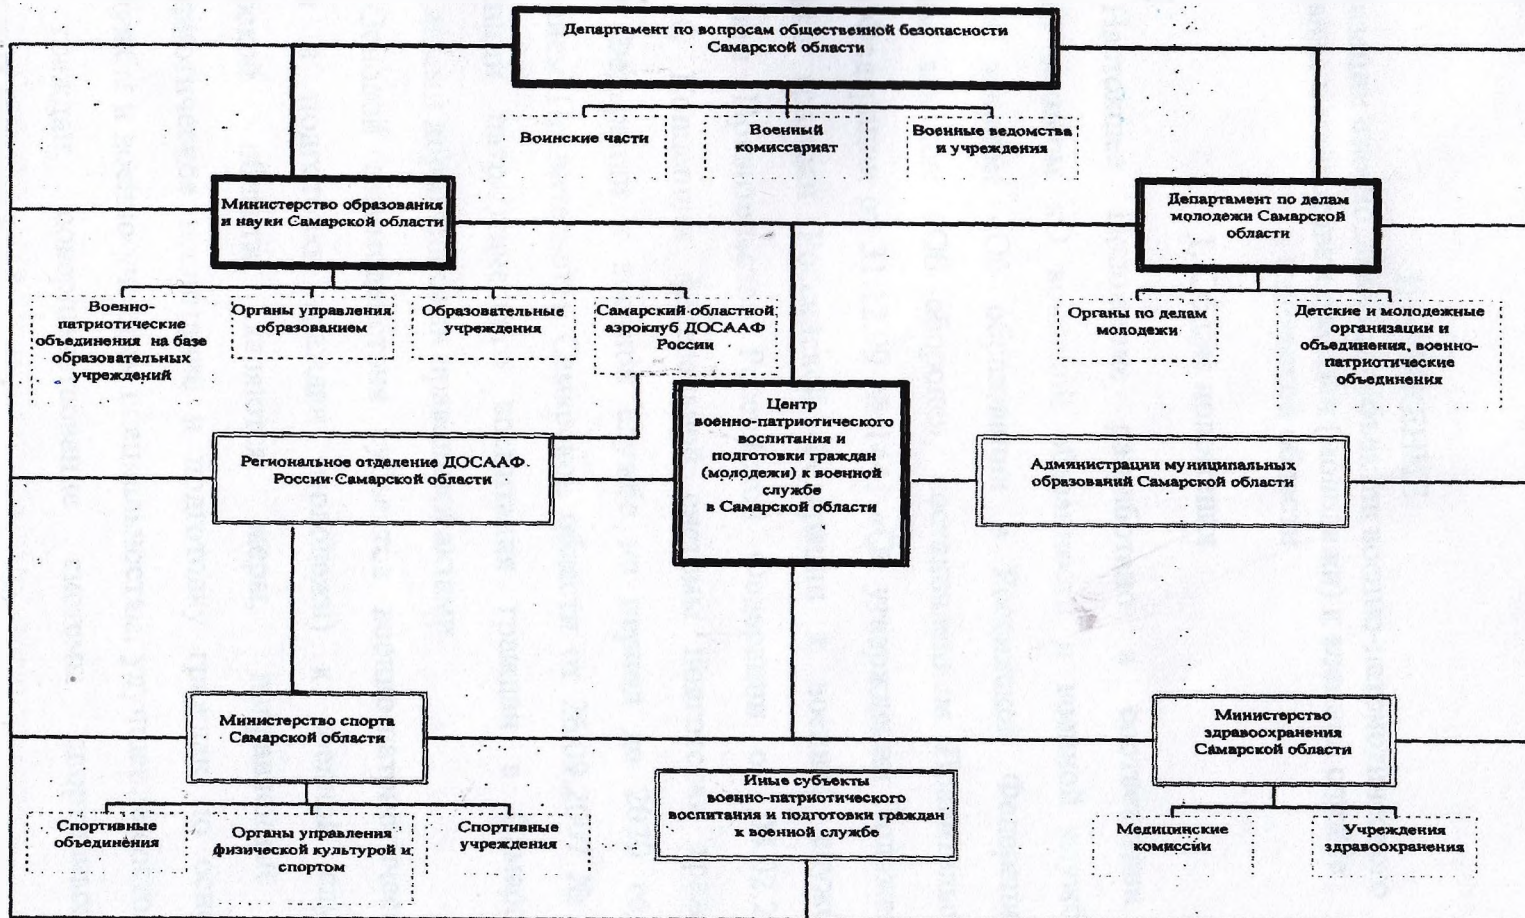 Департамент по вопросам общественной безопасности
Самарской области
Воинские части
Военный
комиссариат
Военные ведомства
и учреждения
Министерство образования
и науки Самарской области
Департамент по делам
молодежи Самарской
области
Военно-
патриотические
объединения на базе
образовательных
учреждений
Органы управления
образованием
Образовательные
учреждения
Самарский областной
аэроклуб ДОСААФ
России
Органы по делам
молодежи
Детские и молодежные
организации и
объединения, военно-
патриотические
объединения
Центр
военно-патриотического
воспитания и
подготовки граждан
(молодежи) к военной
службе
в Самарской области
Региональное отделение ДОСААФ
России Самарской области
Администрации муниципальных
образований Самарской области
Министерство спорта
Самарской области
Министерство
здравоохранения
Самарской области
Иные субъекты
военно-патриотического
воспитания и подготовки граждан
к военной службе
Спортивные
объединения
Органы управления
физической культурой и
спортом
Спортивные
учреждения
Медицинские
комиссии
Учреждения
здравоохранения